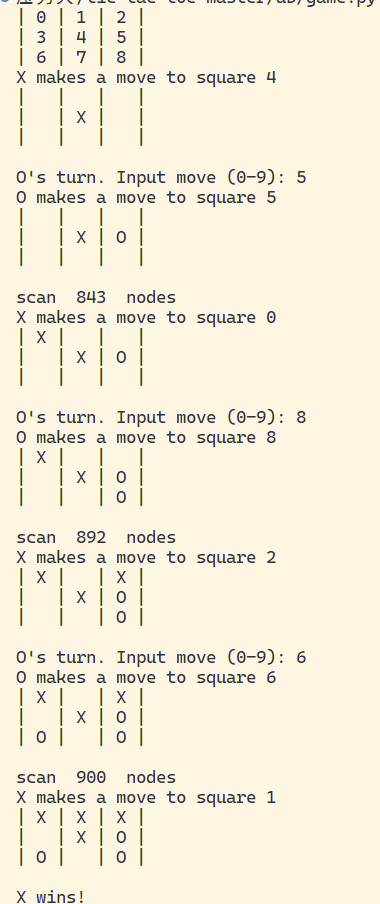 /tic-tac-toe-master/ab/game.py
| 0 | 1 | 2 |
| 3 | 4 | 5 |
| 6 | 7 | 8 |
X makes a move to square 4
|   |   |   |
|   | X |   |
|   |   |   |
O's turn. Input move (0-9): 5
O makes a move to square 5
|   |   |   |
|   | X | O |
|   |   |   |
scan  843  nodes
X makes a move to square 0
| X |   |   |
|   | X | O |
|   |   |   |
O's turn. Input move (0-9): 8
O makes a move to square 8
| X |   |   |
|   | X | O |
|   |   | O |
scan  892  nodes
X makes a move to square 2
| X |   | X |
|   | X | O |
|   |   | O |
O's turn. Input move (0-9): 6
O makes a move to square 6
| X |   | X |
|   | X | O |
| O |   | O |
scan  900  nodes
X makes a move to square 1
| X | X | X |
|   | X | O |
| O |   | O |
X wins!